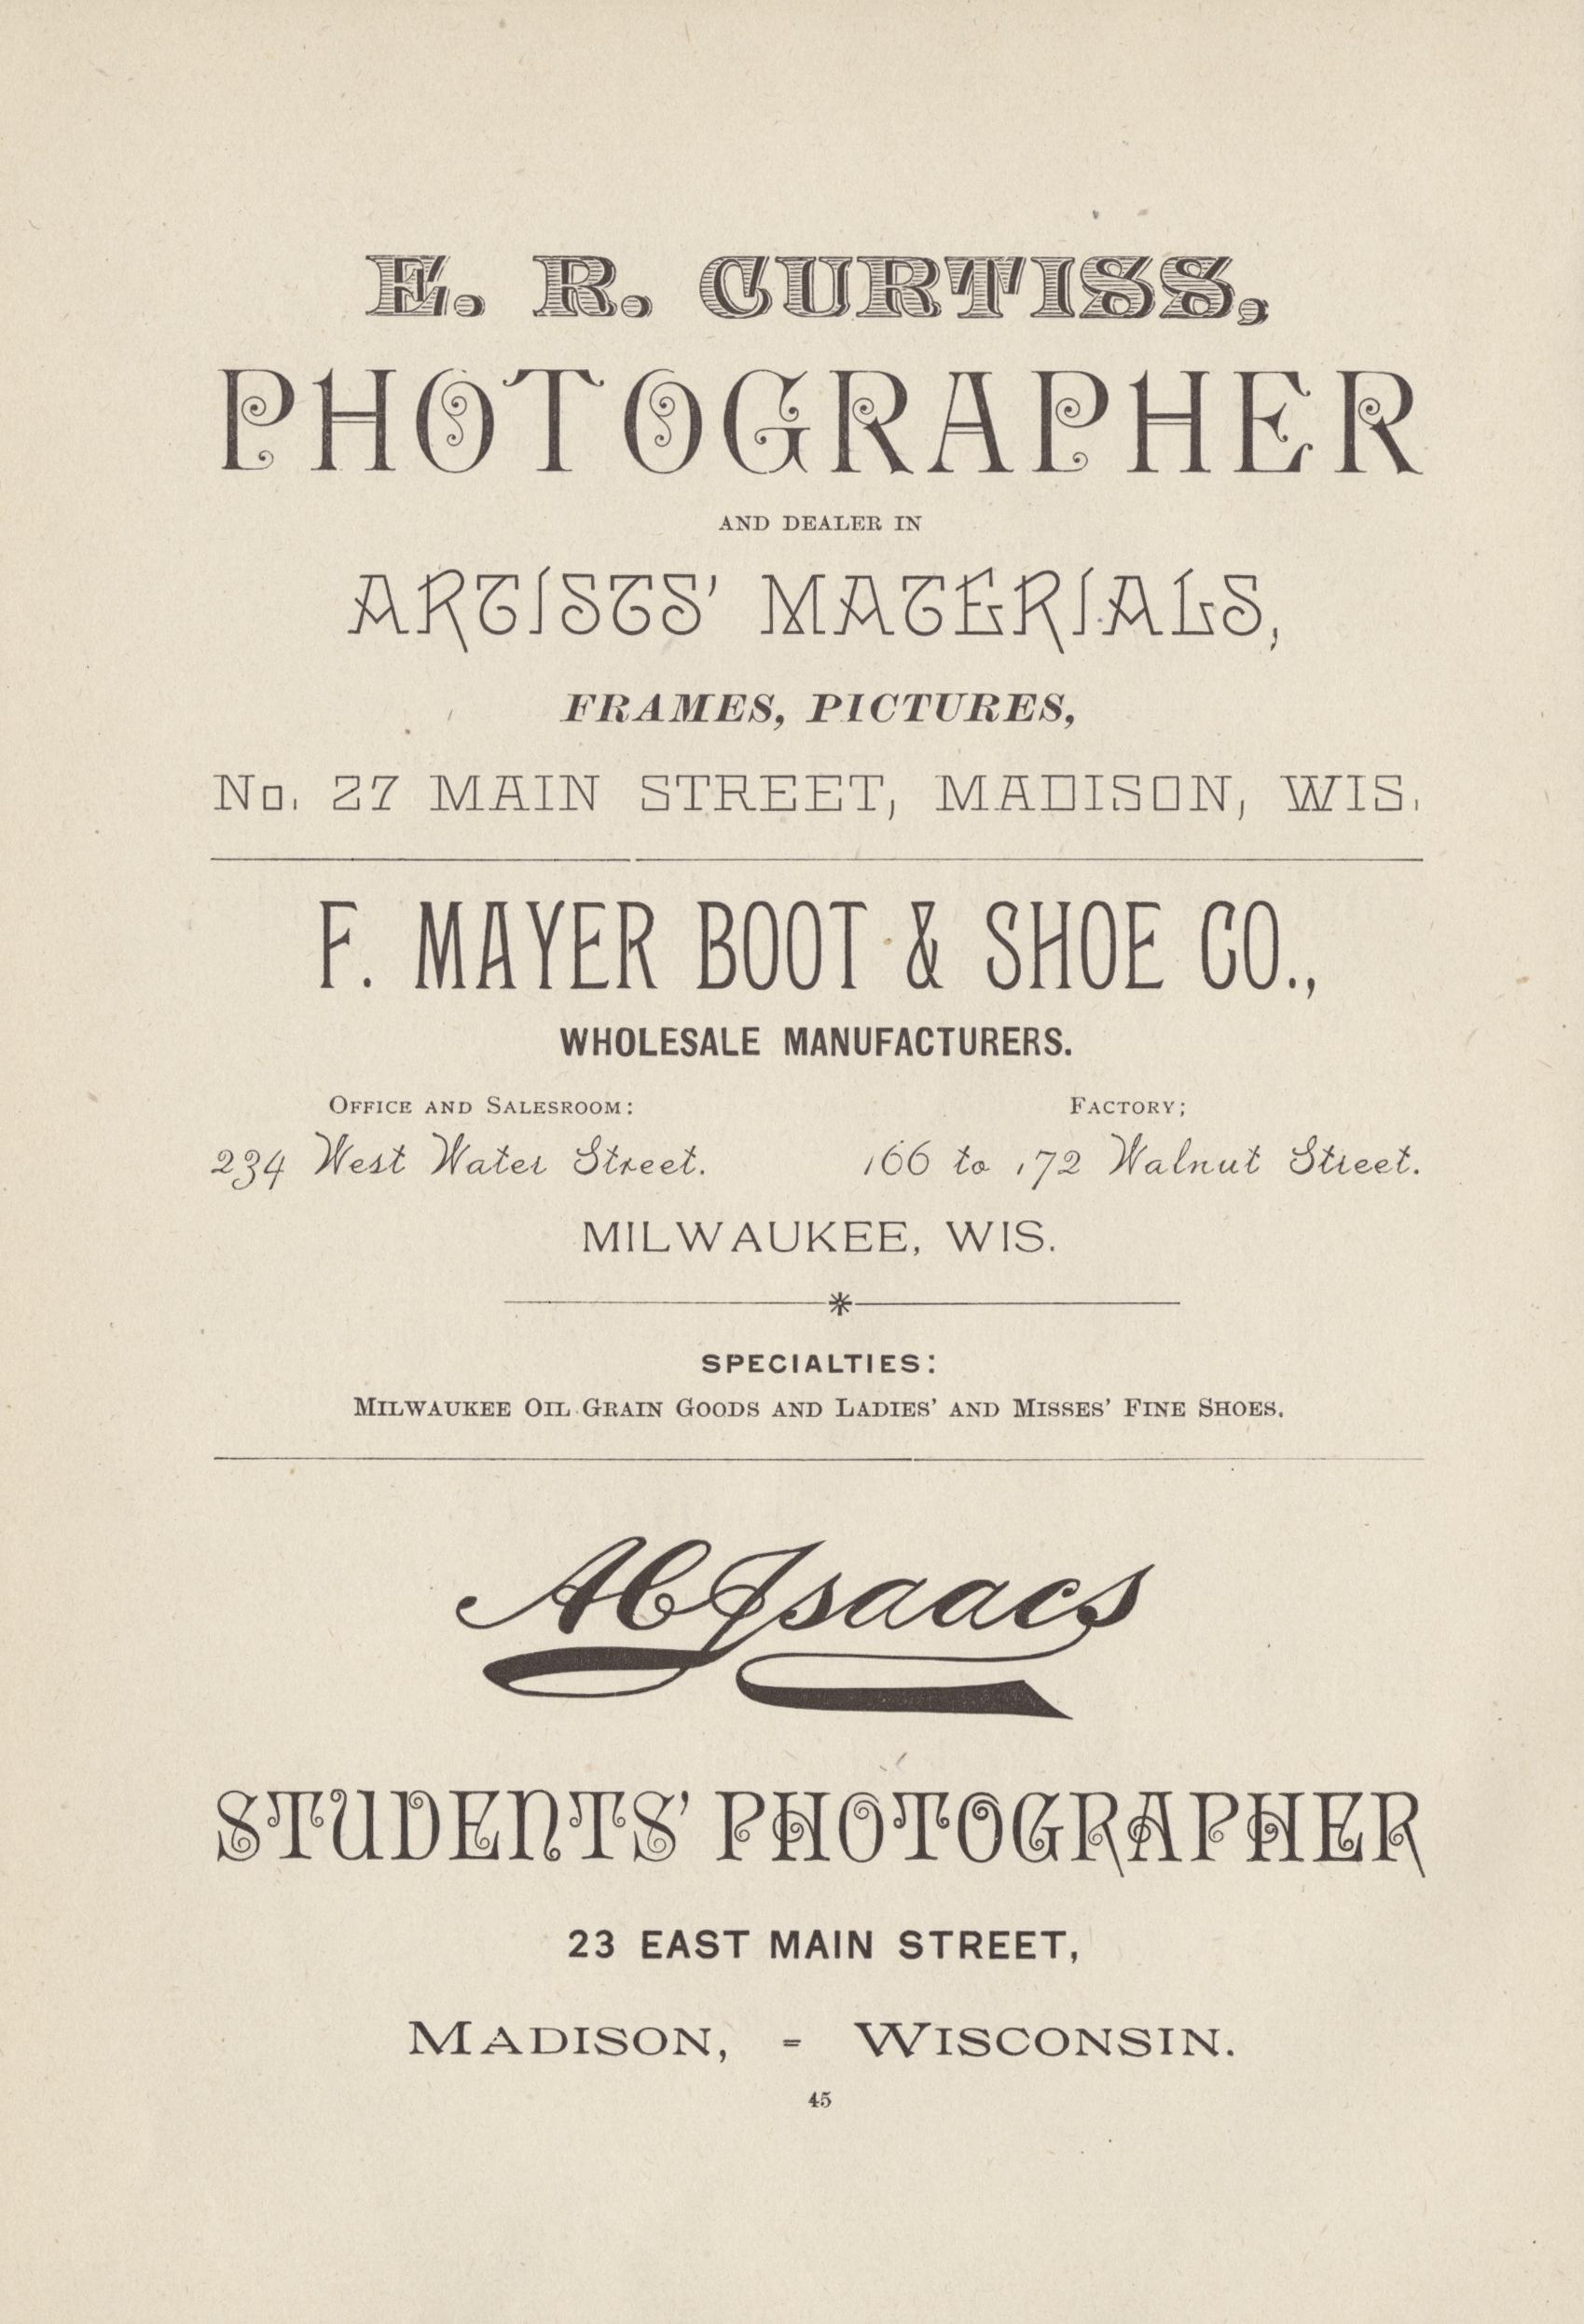 E. R. CURTISS,
PHOTOGRAPHER
AND DEALER IN
ARTISTS' MATERIALS,
FRAMES, PICTURES,
No. 27 MAIN STREET, MADISON, WIS.
F. MAYER BOOT & SHOE CO.,
WHOLESALE MANUFACTURERS.
OFFICE AND SALESROOM: FACTORY;
234 West Water Street. 166 to 172 Walnut Street.
MILWAUKEE, WIS.
SPECIALTIES:
MILWAUKEE OIL GRAIN GOODS AND LADIES' AND MISSES' FINE SHOES.
AC Isaacs
STUDENTS' PHOTOGRAPHER
23 EAST MAIN STREET,
MADISON, - WISCONSIN.
45